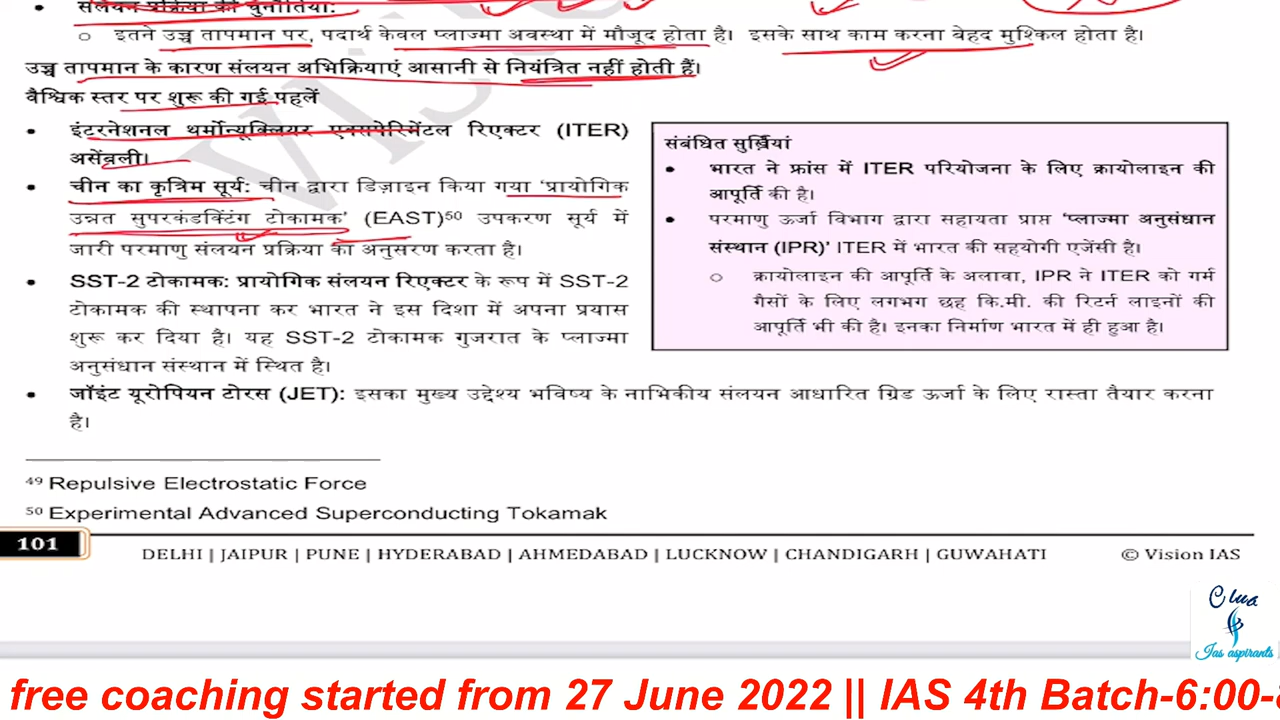 • संलयन प्रक्रिया की चुनौतियां:
○ इतने उच्च तापमान पर, पदार्थ केवल प्लाज्मा अवस्था में मौजूद होता है। इसके साथ काम करना बेहद मुश्किल होता है।
उच्च तापमान के कारण संलयन अभिक्रियाएं आसानी से नियंत्रित नहीं होती हैं।
वैश्विक स्तर पर शुरू की गई पहलें
• इंटरनेशनल थर्मोन्यूक्लियर एक्सपेरिमेंटल रिएक्टर (ITER)
असेंबली।
• चीन का कृत्रिम सूर्य: चीन द्वारा डिज़ाइन किया गया 'प्रायोगिक
उन्नत सुपरकंडक्टिंग टोकामक' (EAST)⁵⁰ उपकरण सूर्य में
जारी परमाणु संलयन प्रक्रिया का अनुसरण करता है।
• SST-2 टोकामक: प्रायोगिक संलयन रिएक्टर के रूप में SST-2
टोकामक की स्थापना कर भारत ने इस दिशा में अपना प्रयास
शुरू कर दिया है। यह SST-2 टोकामक गुजरात के प्लाज्मा
अनुसंधान संस्थान में स्थित है।
संबंधित सुर्ख़ियां
• भारत ने फ्रांस में ITER परियोजना के लिए क्रायोलाइन की
आपूर्ति की है।
• परमाणु ऊर्जा विभाग द्वारा सहायता प्राप्त 'प्लाज्मा अनुसंधान
संस्थान (IPR)' ITER में भारत की सहयोगी एजेंसी है।
○ क्रायोलाइन की आपूर्ति के अलावा, IPR ने ITER को गर्म
गैसों के लिए लगभग छह कि.मी. की रिटर्न लाइनों की
आपूर्ति भी की है। इनका निर्माण भारत में ही हुआ है।
• जॉइंट यूरोपियन टोरस (JET): इसका मुख्य उद्देश्य भविष्य के नाभिकीय संलयन आधारित ग्रिड ऊर्जा के लिए रास्ता तैयार करना
है।
⁴⁹ Repulsive Electrostatic Force
⁵⁰ Experimental Advanced Superconducting Tokamak
101
DELHI | JAIPUR | PUNE | HYDERABAD | AHMEDABAD | LUCKNOW | CHANDIGARH | GUWAHATI
© Vision IAS
Clue
Ias aspirants
free coaching started from 27 June 2022 || IAS 4th Batch-6:00-